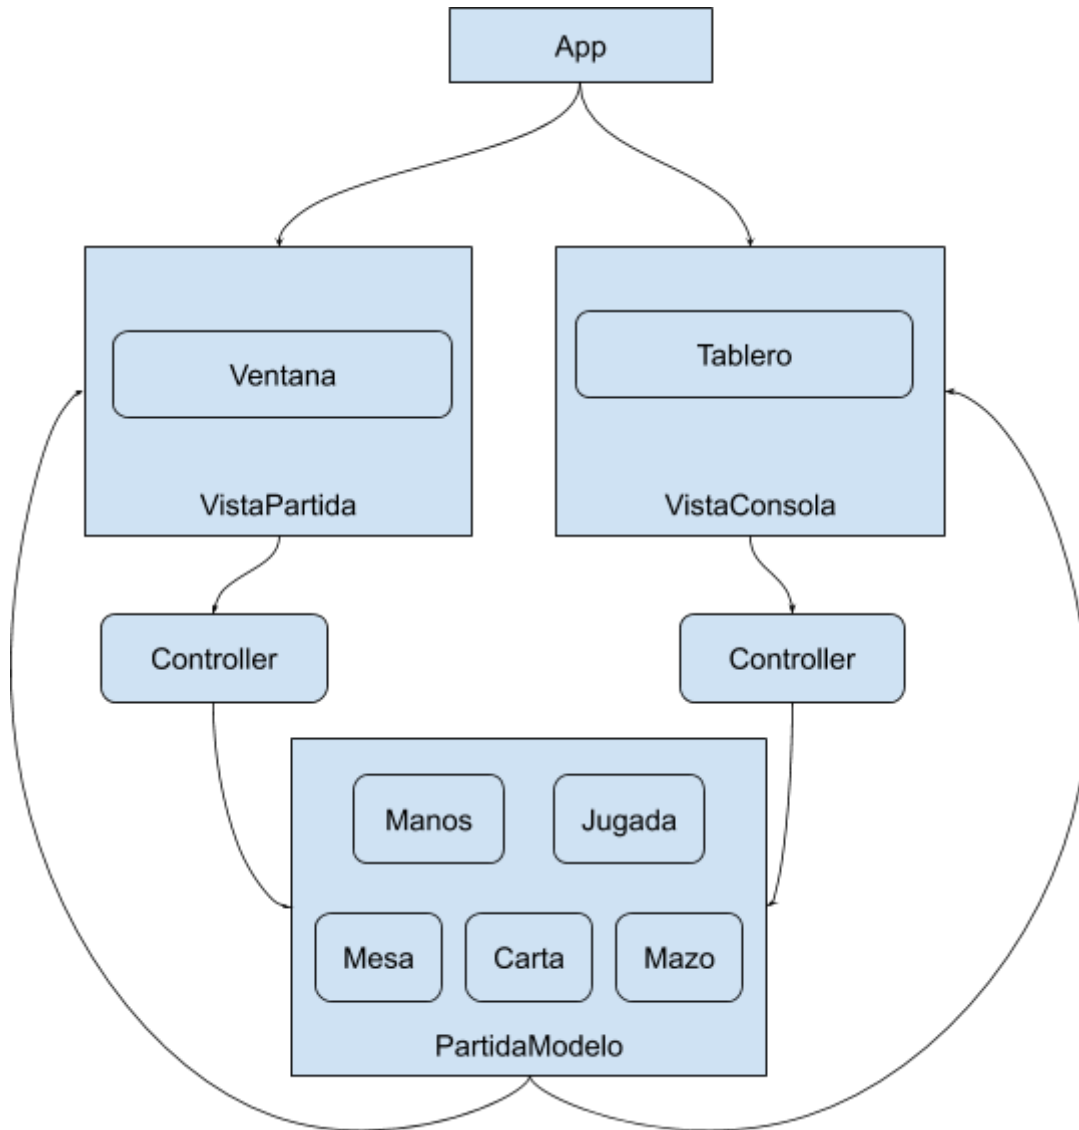 App
Ventana
VistaPartida
Tablero
VistaConsola
Controller
Controller
Manos
Jugada
Mesa
Carta
Mazo
PartidaModelo